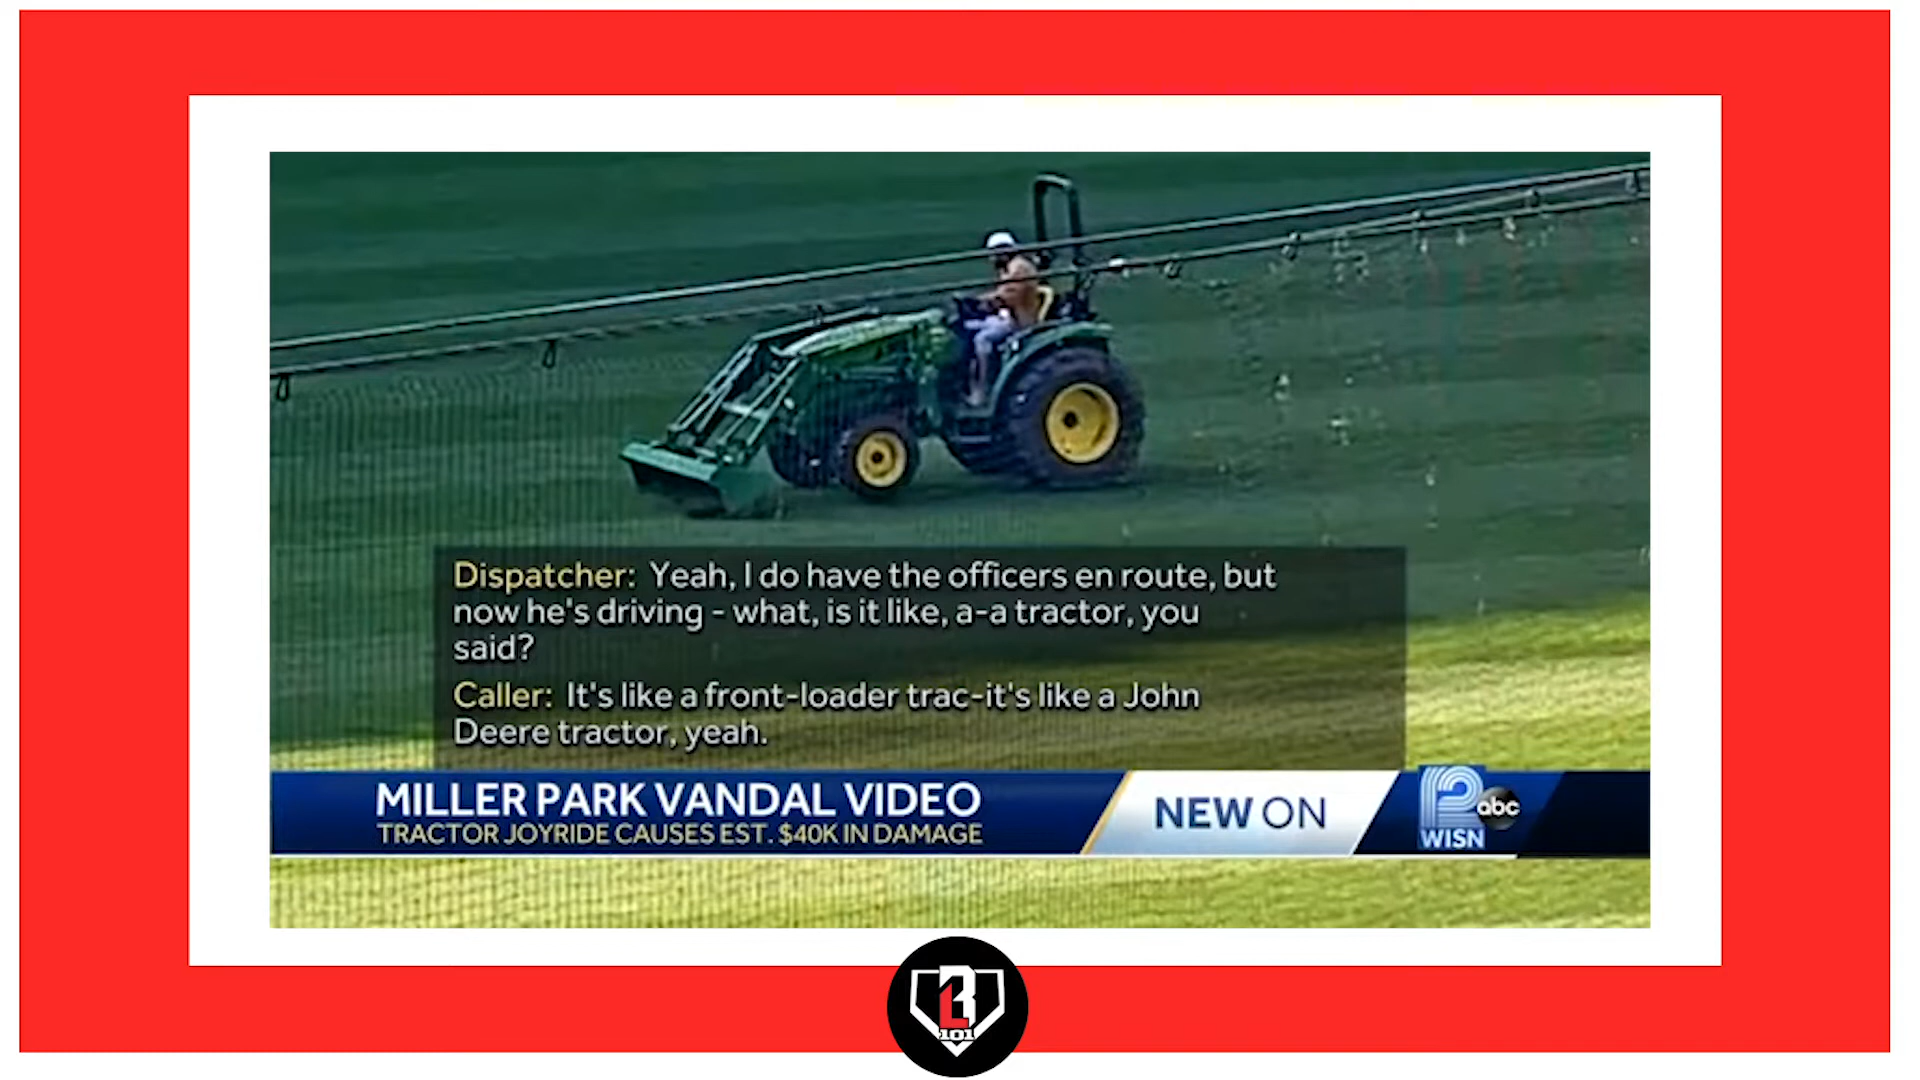 Dispatcher: Yeah, I do have the officers en route, but
now he's driving - what, is it like, a-a tractor, you
said?
Caller: It's like a front-loader trac-it's like a John
Deere tractor, yeah.
MILLER PARK VANDAL VIDEO
TRACTOR JOYRIDE CAUSES EST. $40K IN DAMAGE
NEW ON
12
abc
WISN
B
101